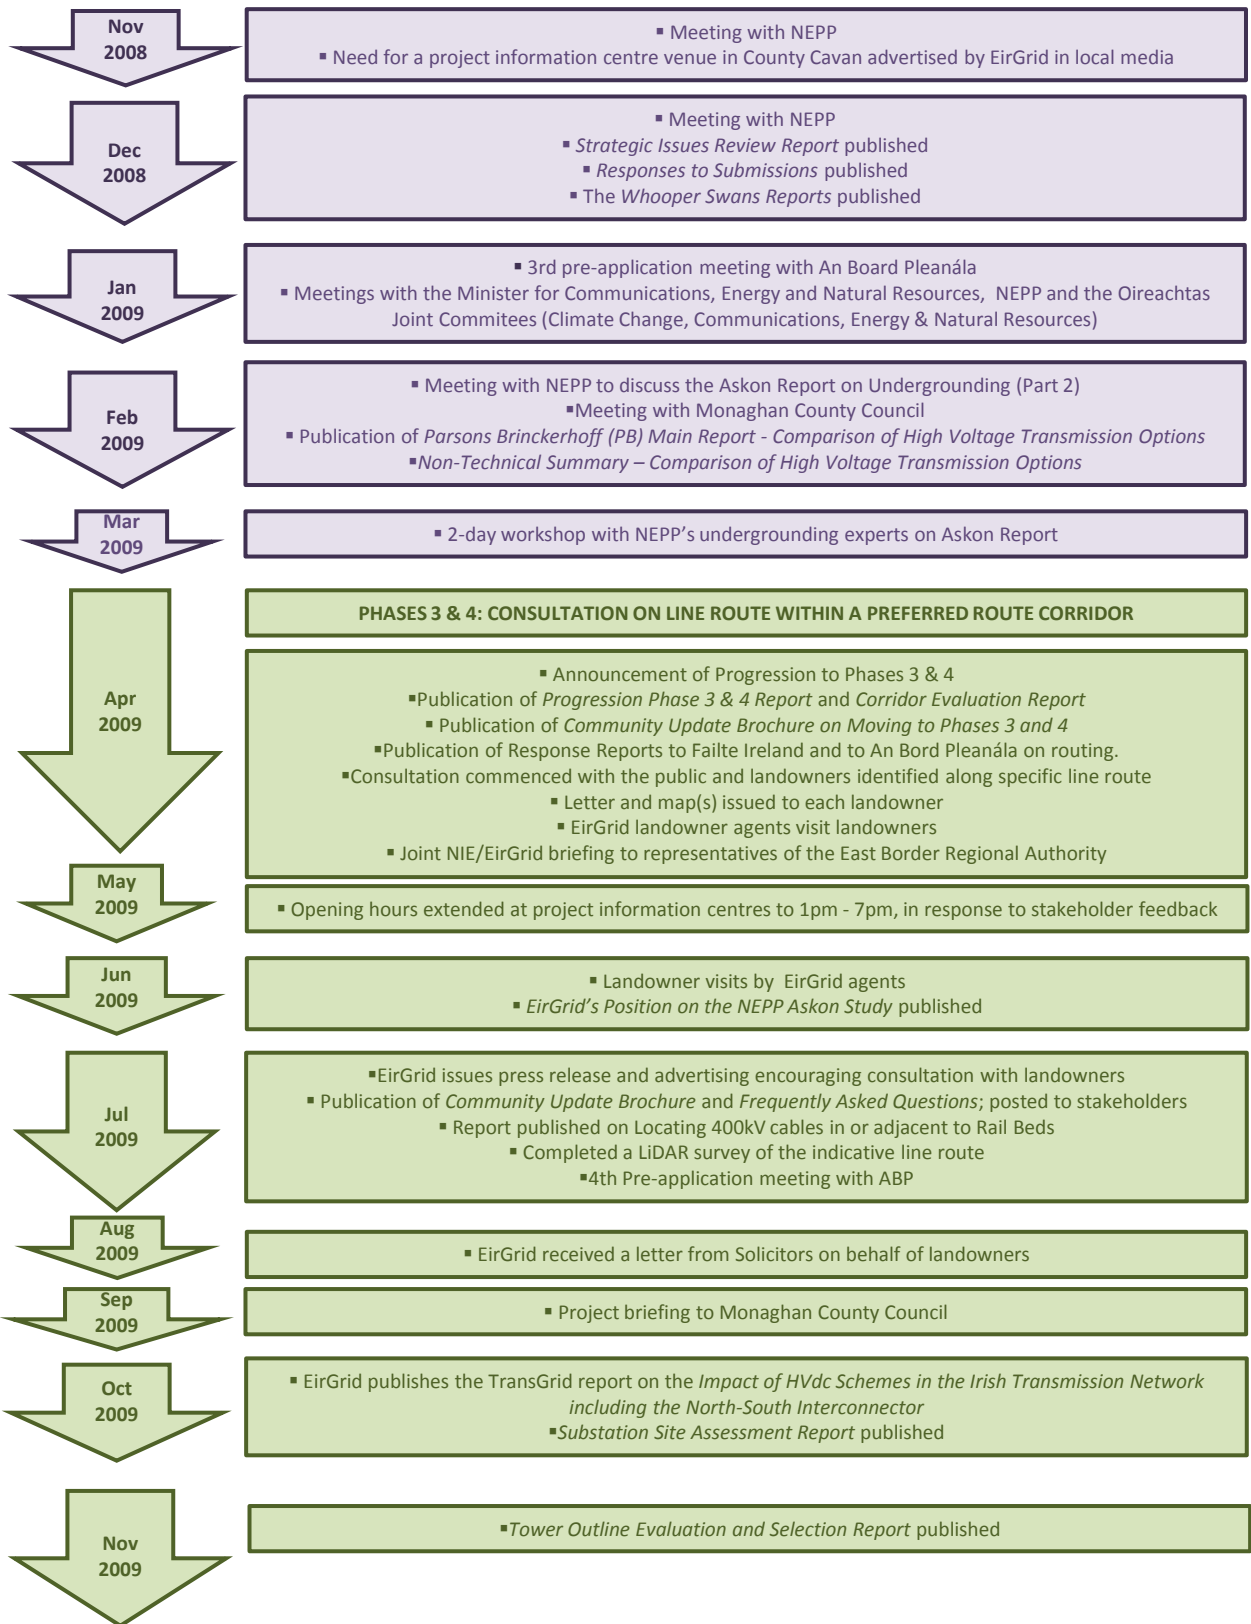 Nov
2008
▪ Meeting with NEPP
▪ Need for a project information centre venue in County Cavan advertised by EirGrid in local media
Dec
2008
▪ Meeting with NEPP
▪ Strategic Issues Review Report published
▪ Responses to Submissions published
▪ The Whooper Swans Reports published
Jan
2009
▪ 3rd pre-application meeting with An Board Pleanála
▪ Meetings with the Minister for Communications, Energy and Natural Resources, NEPP and the Oireachtas
Joint Commitees (Climate Change, Communications, Energy & Natural Resources)
Feb
2009
▪ Meeting with NEPP to discuss the Askon Report on Undergrounding (Part 2)
▪Meeting with Monaghan County Council
▪ Publication of Parsons Brinckerhoff (PB) Main Report - Comparison of High Voltage Transmission Options
▪Non-Technical Summary – Comparison of High Voltage Transmission Options
Mar
2009
▪ 2-day workshop with NEPP's undergrounding experts on Askon Report
PHASES 3 & 4: CONSULTATION ON LINE ROUTE WITHIN A PREFERRED ROUTE CORRIDOR
Apr
2009
▪ Announcement of Progression to Phases 3 & 4
▪Publication of Progression Phase 3 & 4 Report and Corridor Evaluation Report
▪ Publication of Community Update Brochure on Moving to Phases 3 and 4
▪Publication of Response Reports to Failte Ireland and to An Bord Pleanála on routing.
▪Consultation commenced with the public and landowners identified along specific line route
▪ Letter and map(s) issued to each landowner
▪ EirGrid landowner agents visit landowners
▪ Joint NIE/EirGrid briefing to representatives of the East Border Regional Authority
May
2009
▪ Opening hours extended at project information centres to 1pm - 7pm, in response to stakeholder feedback
Jun
2009
▪ Landowner visits by EirGrid agents
▪ EirGrid's Position on the NEPP Askon Study published
Jul
2009
▪EirGrid issues press release and advertising encouraging consultation with landowners
▪ Publication of Community Update Brochure and Frequently Asked Questions; posted to stakeholders
▪ Report published on Locating 400kV cables in or adjacent to Rail Beds
▪ Completed a LiDAR survey of the indicative line route
▪4th Pre-application meeting with ABP
Aug
2009
▪ EirGrid received a letter from Solicitors on behalf of landowners
Sep
2009
▪ Project briefing to Monaghan County Council
Oct
2009
▪ EirGrid publishes the TransGrid report on the Impact of HVdc Schemes in the Irish Transmission Network
including the North-South Interconnector
▪Substation Site Assessment Report published
Nov
2009
▪Tower Outline Evaluation and Selection Report published